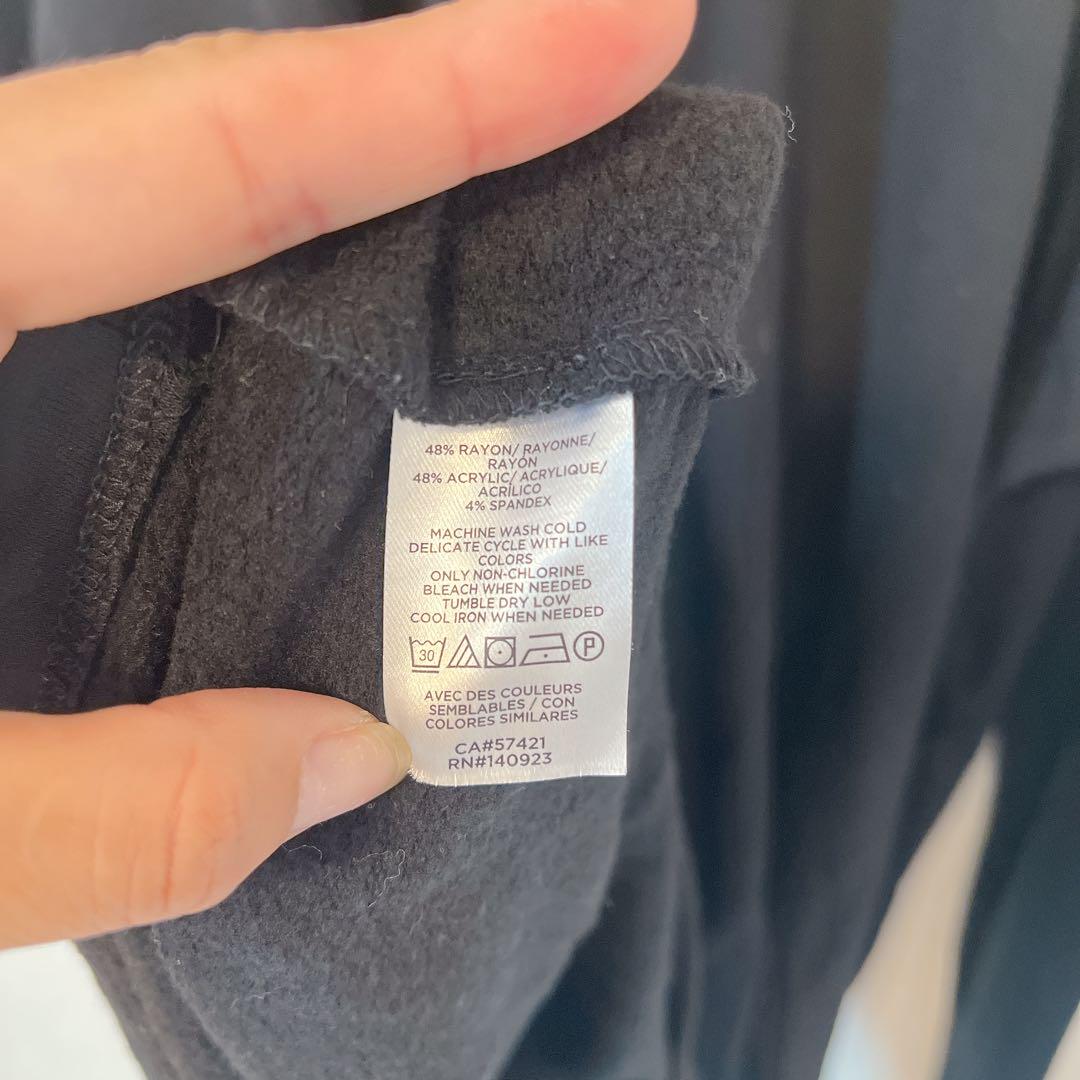 48% RAYON/ RAYONNE/
RAYÓN
48% ACRYLIC/ ACRYLIQUE/
ACRÍLICO
4% SPANDEX
MACHINE WASH COLD
DELICATE CYCLE WITH LIKE
COLORS
ONLY NON-CHLORINE
BLEACH WHEN NEEDED
TUMBLE DRY LOW
COOL IRON WHEN NEEDED
30 P
AVEC DES COULEURS
SEMBLABLES / CON
COLORES SIMILARES
CA#57421
RN#140923